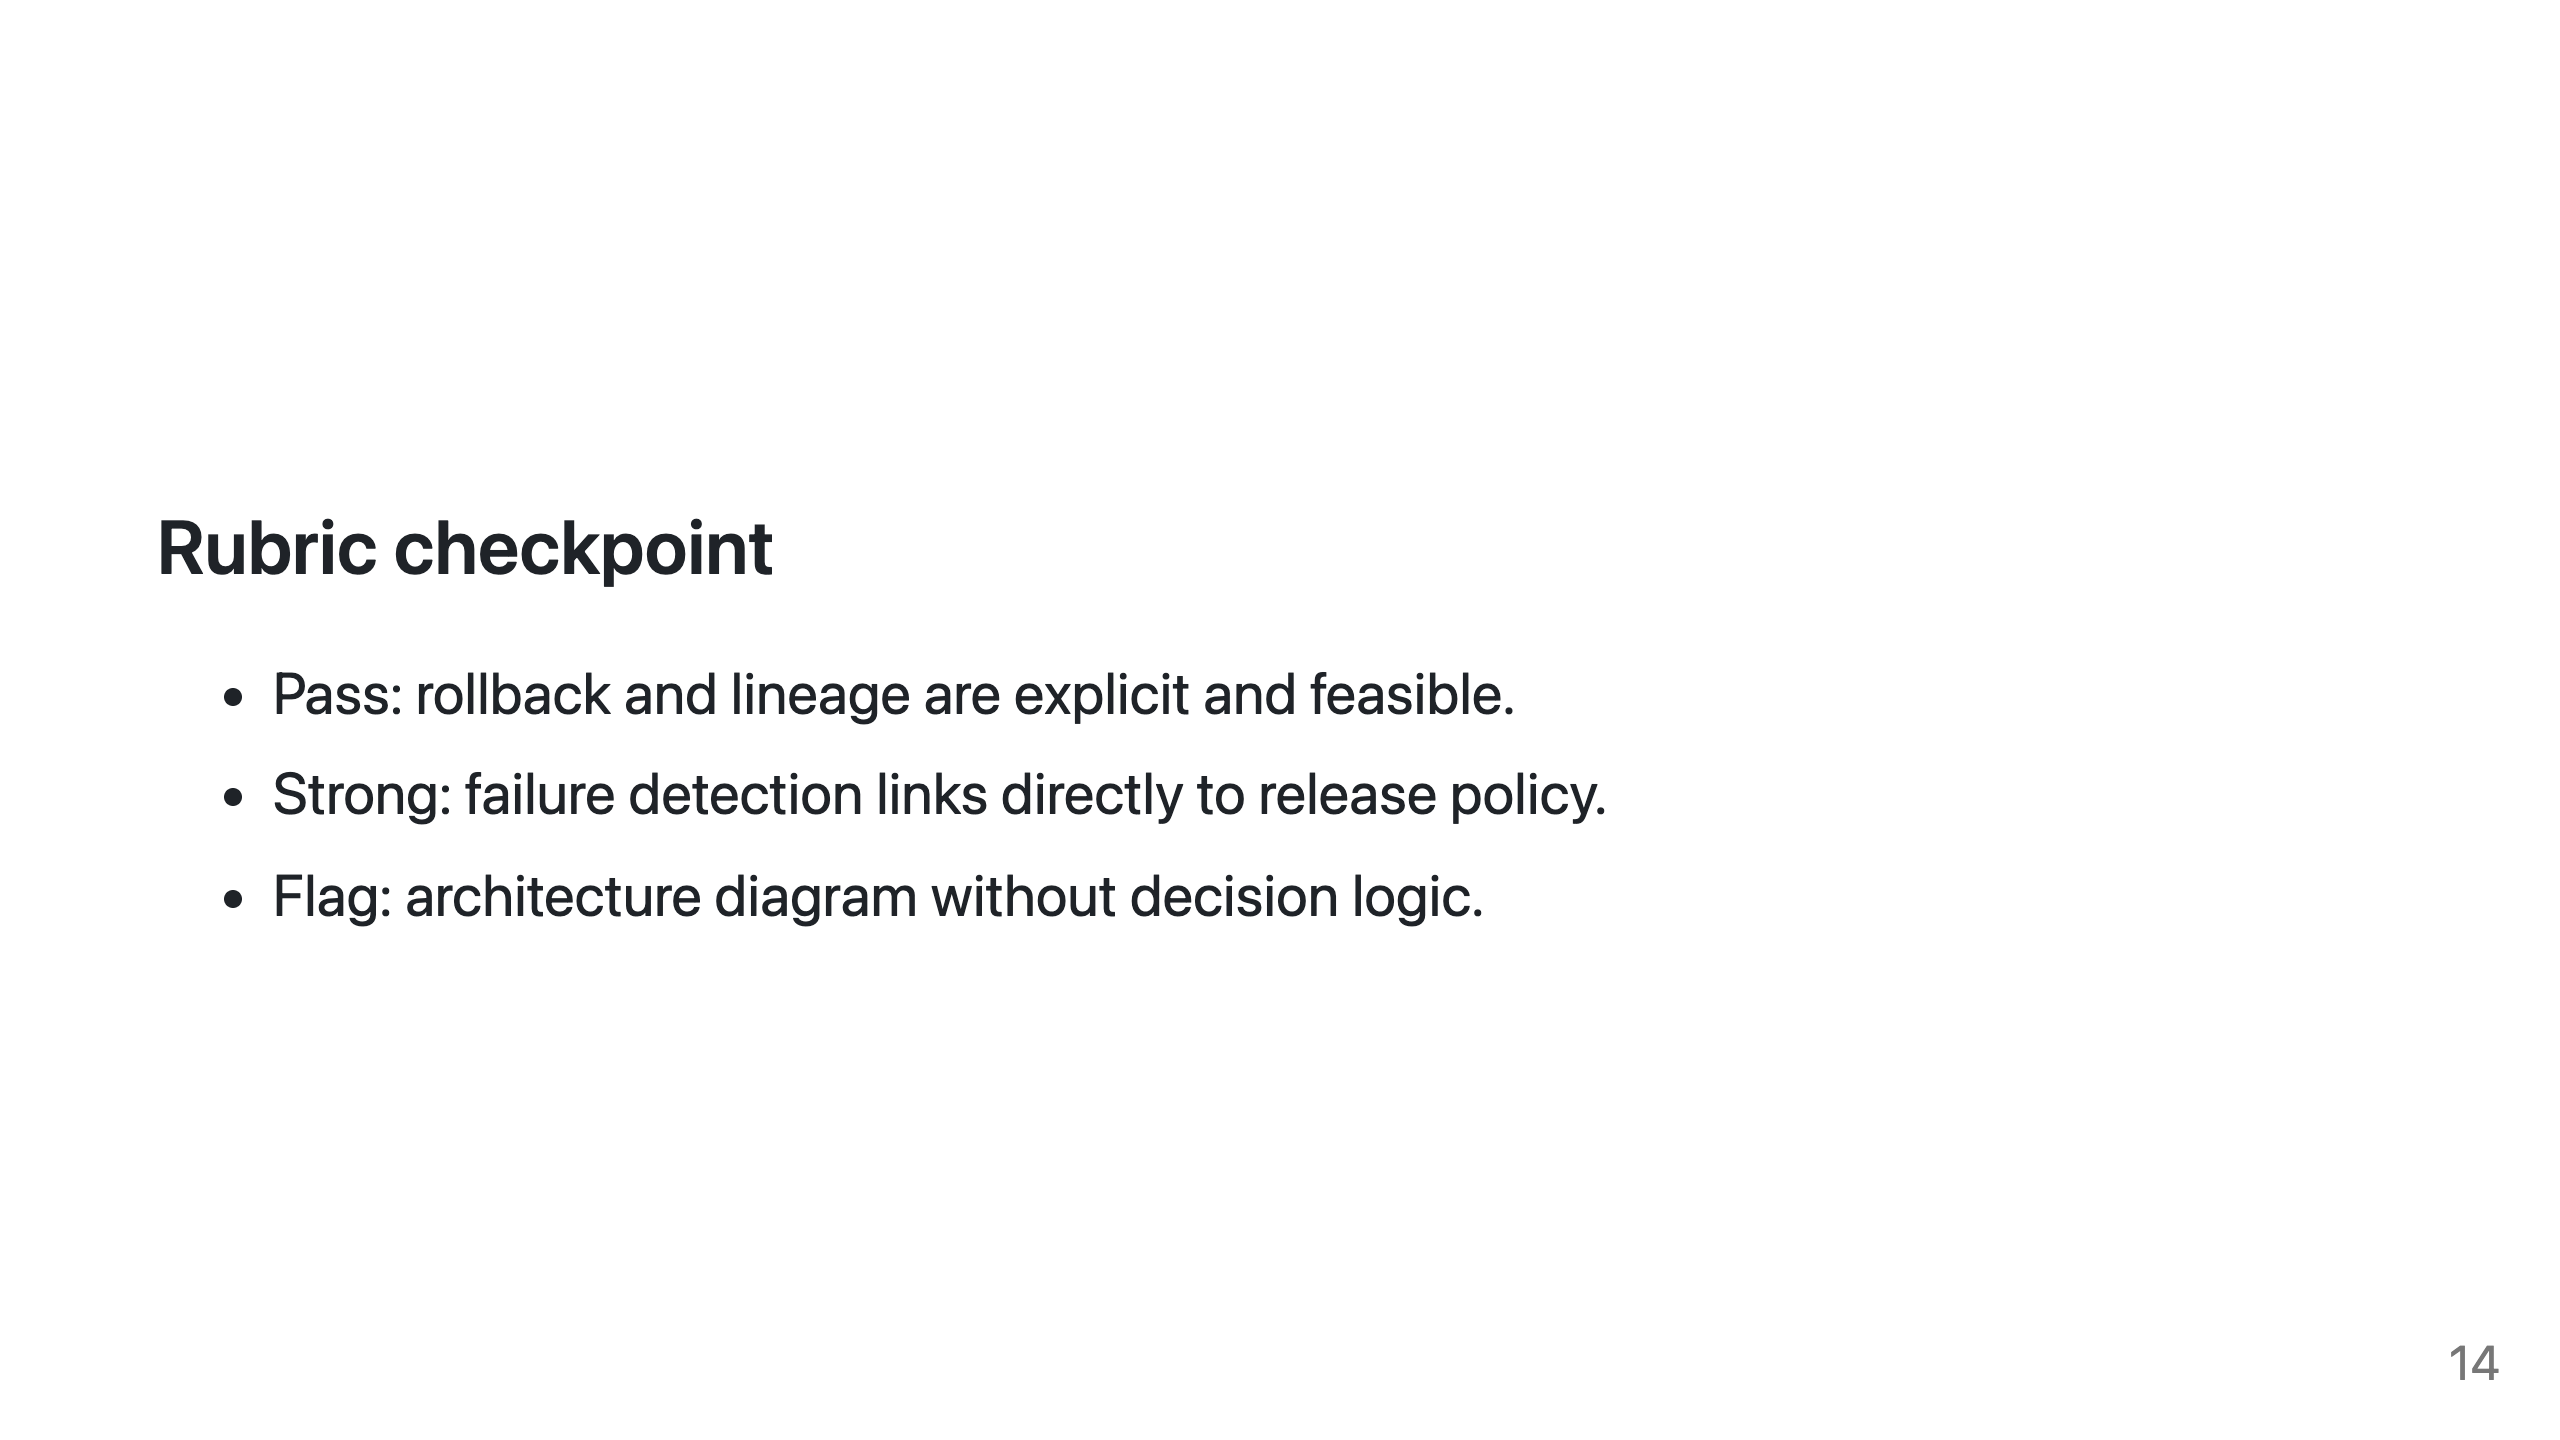 Rubric checkpoint
• Pass: rollback and lineage are explicit and feasible.
• Strong: failure detection links directly to release policy.
• Flag: architecture diagram without decision logic.
14